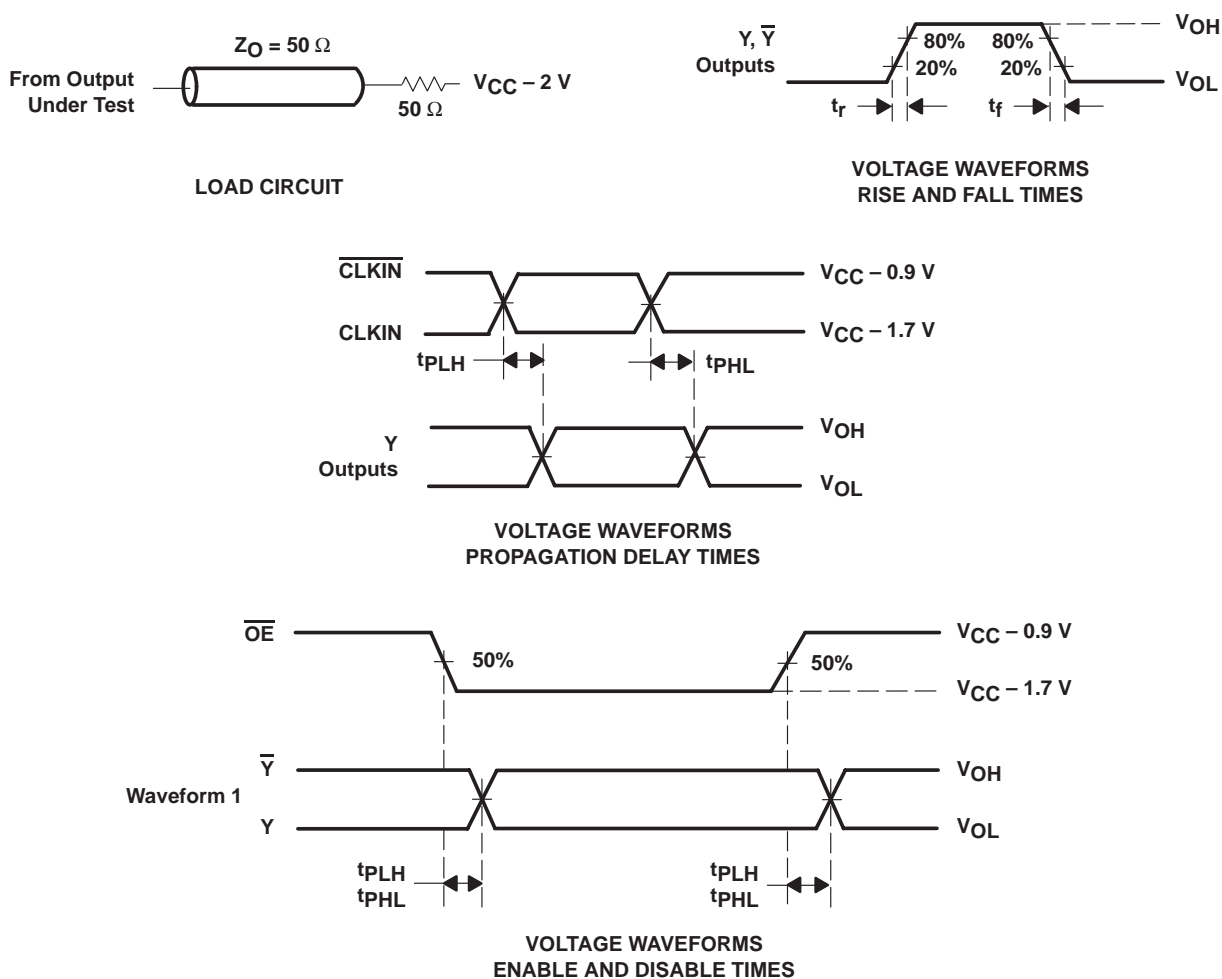 Z_O = 50 Ω
From Output
Under Test
V_CC – 2 V
50 Ω
LOAD CIRCUIT
Y, Y̅
Outputs
80%
80%
20%
20%
V_OH
V_OL
t_r
t_f
VOLTAGE WAVEFORMS
RISE AND FALL TIMES
C̅L̅K̅I̅N̅
V_CC – 0.9 V
CLKIN
V_CC – 1.7 V
t_PLH
t_PHL
Y
Outputs
V_OH
V_OL
VOLTAGE WAVEFORMS
PROPAGATION DELAY TIMES
O̅E̅
50%
50%
V_CC – 0.9 V
V_CC – 1.7 V
Waveform 1
Y̅
Y
V_OH
V_OL
t_PLH
t_PHL
t_PLH
t_PHL
VOLTAGE WAVEFORMS
ENABLE AND DISABLE TIMES